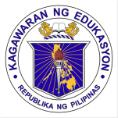 KAGAWARAN NG EDUKASYON
REPUBLIKA NG PILIPINAS